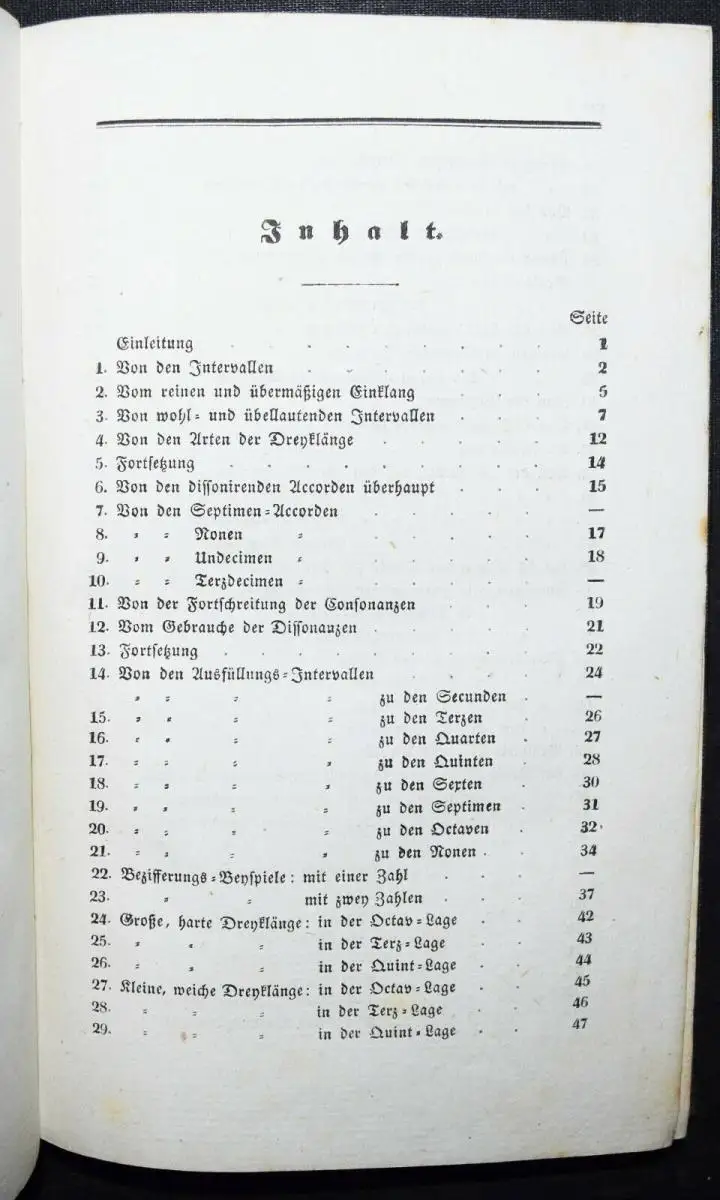 Inhalt.
Seite
Einleitung . . . . . . . 1
1. Von den Intervallen . . . . . 2
2. Vom reinen und übermäßigen Einklang . . 5
3. Von wohl- und übellautenden Intervallen . . 7
4. Von den Arten der Dreyklänge . . . . 12
5. Fortsetzung . . . . . . . 14
6. Von den dissonirenden Accorden überhaupt . . . 15
7. Von den Septimen-Accorden . . . . —
8. „ „ Nonen „ . . . . . 17
9. „ „ Undecimen „ . . . . . 18
10. „ „ Terzdecimen „ . . . . . —
11. Von der Fortschreitung der Consonanzen . . . 19
12. Vom Gebrauche der Dissonanzen . . . . . 21
13. Fortsetzung . . . . . . . 22
14. Von den Ausfüllungs-Intervallen . . . . 24
„ „ „ „ zu den Secunden . —
15. „ „ „ „ zu den Terzen . 26
16. „ „ „ „ zu den Quarten . 27
17. „ „ „ „ zu den Quinten . 28
18. „ „ „ „ zu den Sexten . 30
19. „ „ „ „ zu den Septimen . 31
20. „ „ „ „ zu den Octaven . 32
21. „ „ „ „ zu den Nonen . . 34
22. Bezifferungs-Beyspiele: mit einer Zahl . . . —
23. „ „ mit zwey Zahlen . . . 37
24. Große, harte Dreyklänge: in der Octav-Lage . . 42
25. „ „ „ in der Terz-Lage . . 43
26. „ „ „ in der Quint-Lage . . 44
27. Kleine, weiche Dreyklänge: in der Octav-Lage . . 45
28. „ „ „ in der Terz-Lage . . 46
29. „ „ „ in der Quint-Lage . . 47